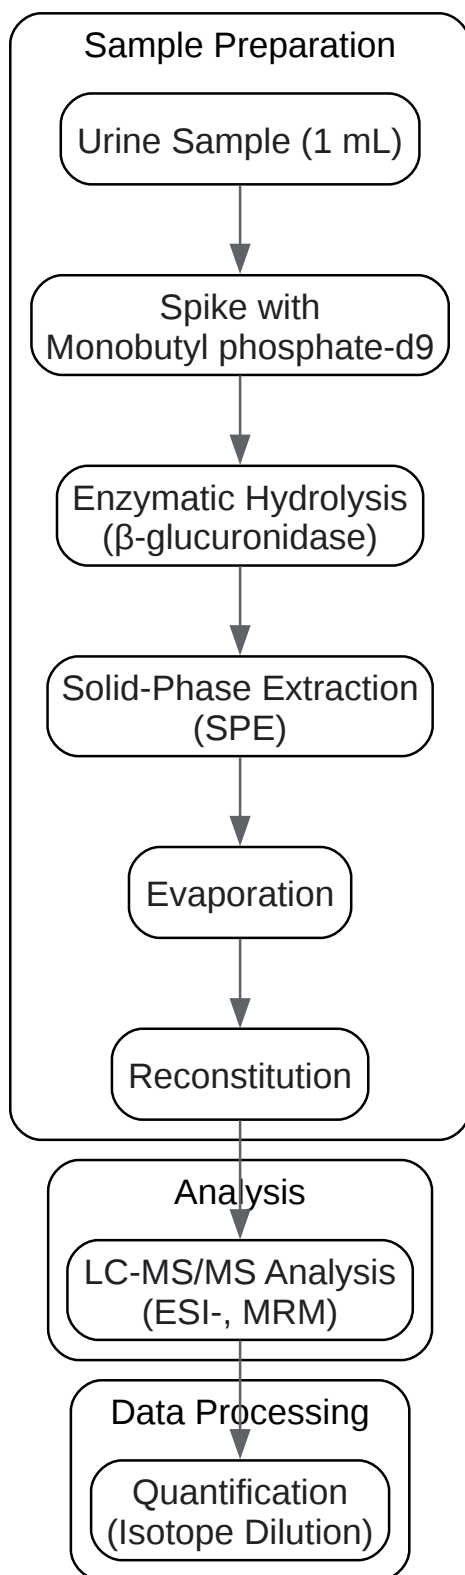 Sample Preparation
Urine Sample (1 mL)
Spike with
Monobutyl phosphate-d9
Enzymatic Hydrolysis
(β-glucuronidase)
Solid-Phase Extraction
(SPE)
Evaporation
Reconstitution
Analysis
LC-MS/MS Analysis
(ESI-, MRM)
Data Processing
Quantification
(Isotope Dilution)